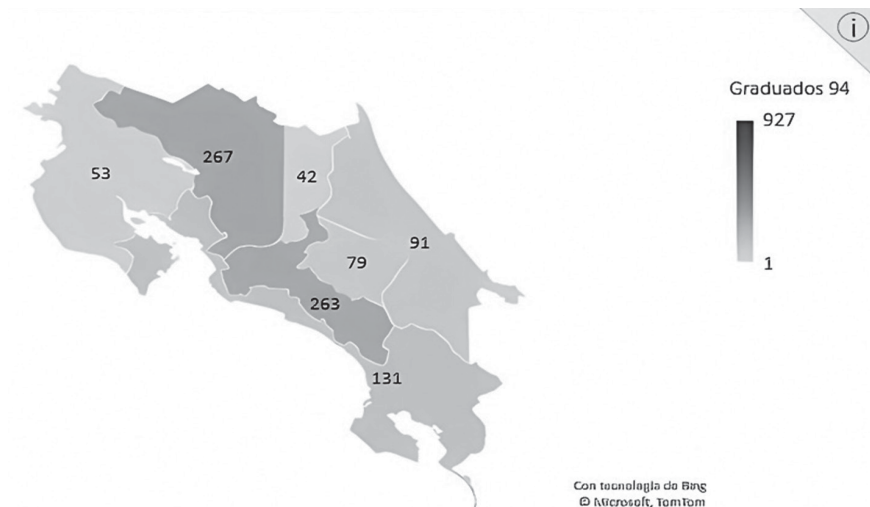 i
Graduados 94
927
1
267
53
42
91
79
263
131
Con tecnología de Bing
© Microsoft, TomTom